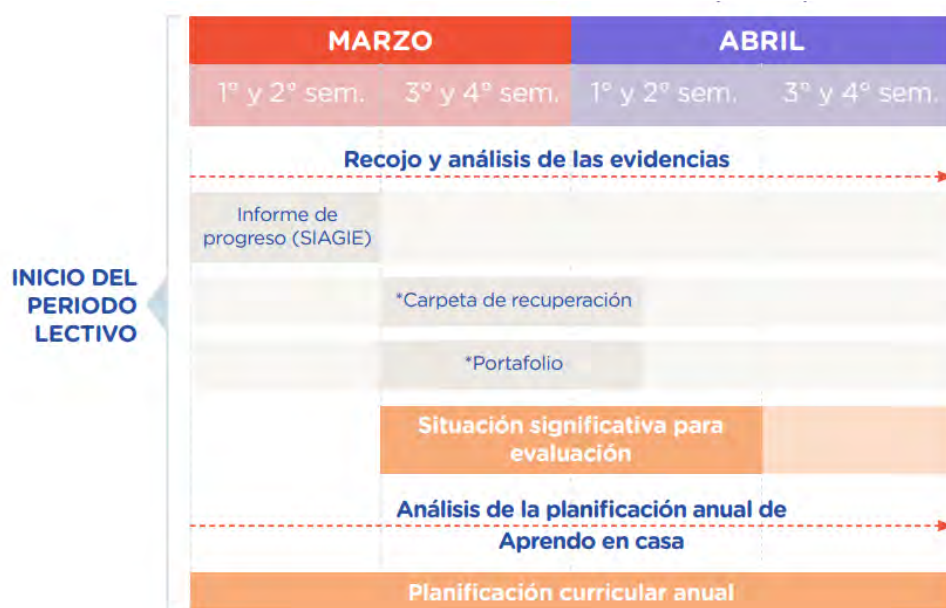 MARZO
ABRIL
1° y 2° sem.
3° y 4° sem.
1° y 2° sem.
3° y 4° sem.
Recojo y análisis de las evidencias
Informe de
progreso (SIAGIE)
INICIO DEL
PERIODO
LECTIVO
*Carpeta de recuperación
*Portafolio
Situación significativa para
evaluación
Análisis de la planificación anual de
Aprendo en casa
Planificación curricular anual